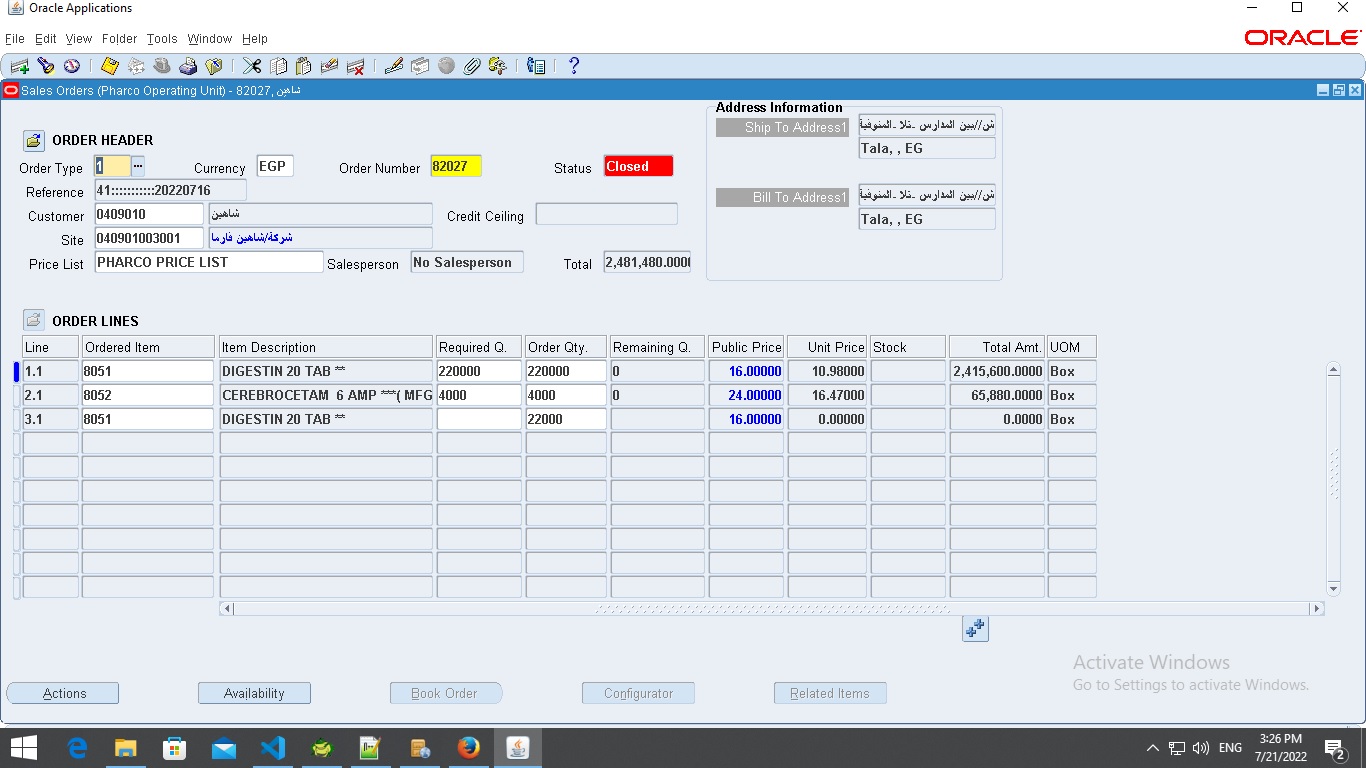 Oracle Applications
File Edit View Folder Tools Window Help
ORACLE
Sales Orders (Pharco Operating Unit) - 82027, شاهين
ORDER HEADER
Order Type 1 ... Currency EGP Order Number 82027 Status Closed
Reference 41:::::::::::20220716
Customer 0409010 شاهين Credit Ceiling
Site 040901003001 شركة/شاهين فارما
Price List PHARCO PRICE LIST Salesperson No Salesperson Total 2,481,480.000
Address Information
Ship To Address1 ش//بين المدارس -تلا -المنوفية
Tala, , EG
Bill To Address1 ش//بين المدارس -تلا -المنوفية
Tala, , EG
ORDER LINES
Line Ordered Item Item Description Required Q. Order Qty. Remaining Q. Public Price Unit Price Stock Total Amt. UOM
1.1 8051 DIGESTIN 20 TAB ** 220000 220000 0 16.00000 10.98000 2,415,600.0000 Box
2.1 8052 CEREBROCETAM 6 AMP ***( MFG 4000 4000 0 24.00000 16.47000 65,880.0000 Box
3.1 8051 DIGESTIN 20 TAB ** 22000 16.00000 0.00000 0.0000 Box
Activate Windows
Go to Settings to activate Windows.
Actions Availability Book Order Configurator Related Items
ENG 3:26 PM
7/21/2022
2